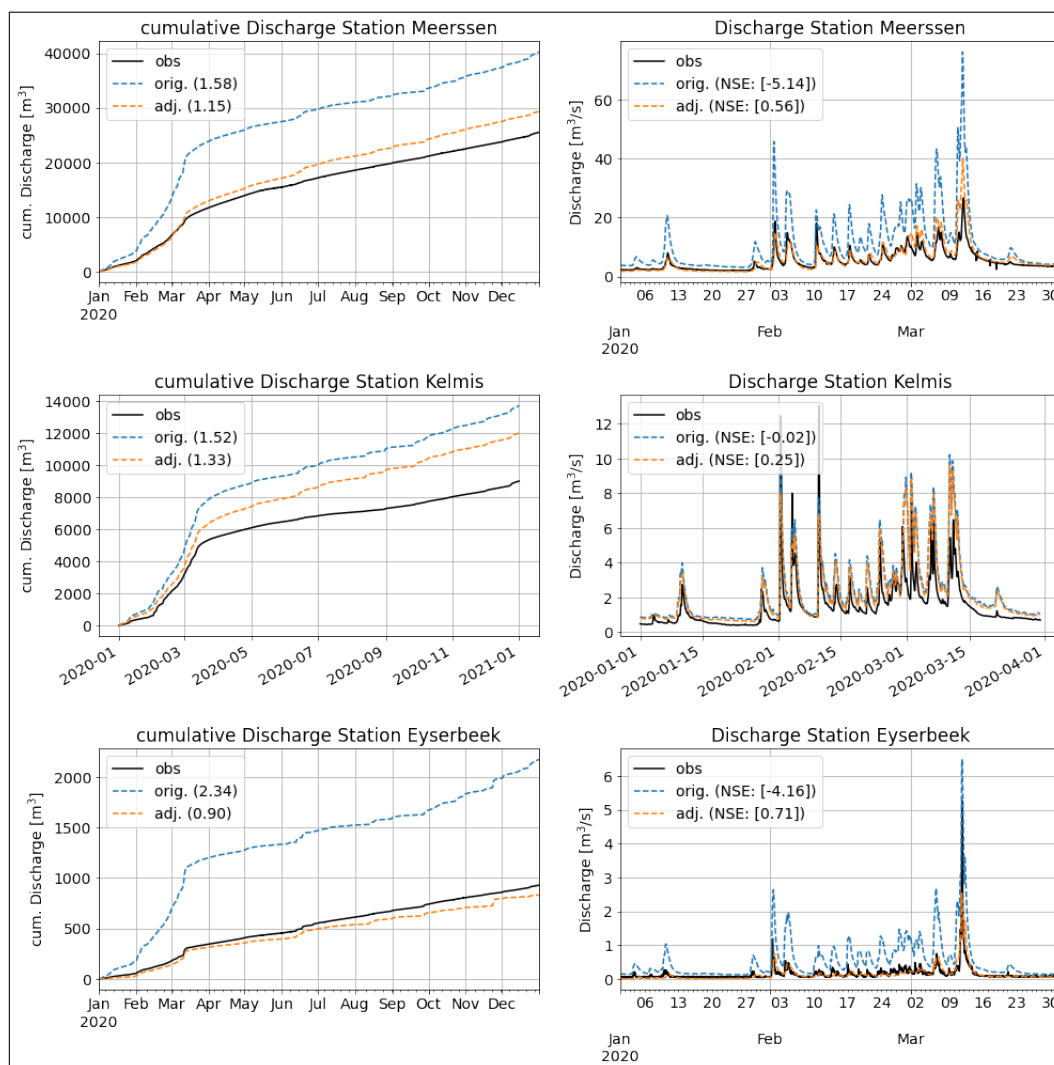 cumulative Discharge Station Meerssen
cum. Discharge [m³]
40000
30000
20000
10000
0
obs
orig. (1.58)
adj. (1.15)
Jan Feb Mar Apr May Jun Jul Aug Sep Oct Nov Dec
2020
Discharge Station Meerssen
Discharge [m³/s]
60
40
20
0
obs
orig. (NSE: [-5.14])
adj. (NSE: [0.56])
06 13 20 27 03 10 17 24 02 09 16 23 30
Jan Feb Mar
2020
cumulative Discharge Station Kelmis
cum. Discharge [m³]
14000
12000
10000
8000
6000
4000
2000
0
obs
orig. (1.52)
adj. (1.33)
2020-01 2020-03 2020-05 2020-07 2020-09 2020-11 2021-01
Discharge Station Kelmis
Discharge [m³/s]
12
10
8
6
4
2
0
obs
orig. (NSE: [-0.02])
adj. (NSE: [0.25])
2020-01-01 2020-01-15 2020-02-01 2020-02-15 2020-03-01 2020-03-15 2020-04-01
cumulative Discharge Station Eyserbeek
cum. Discharge [m³]
2000
1500
1000
500
0
obs
orig. (2.34)
adj. (0.90)
Jan Feb Mar Apr May Jun Jul Aug Sep Oct Nov Dec
2020
Discharge Station Eyserbeek
Discharge [m³/s]
6
5
4
3
2
1
0
obs
orig. (NSE: [-4.16])
adj. (NSE: [0.71])
06 13 20 27 03 10 17 24 02 09 16 23 30
Jan Feb Mar
2020